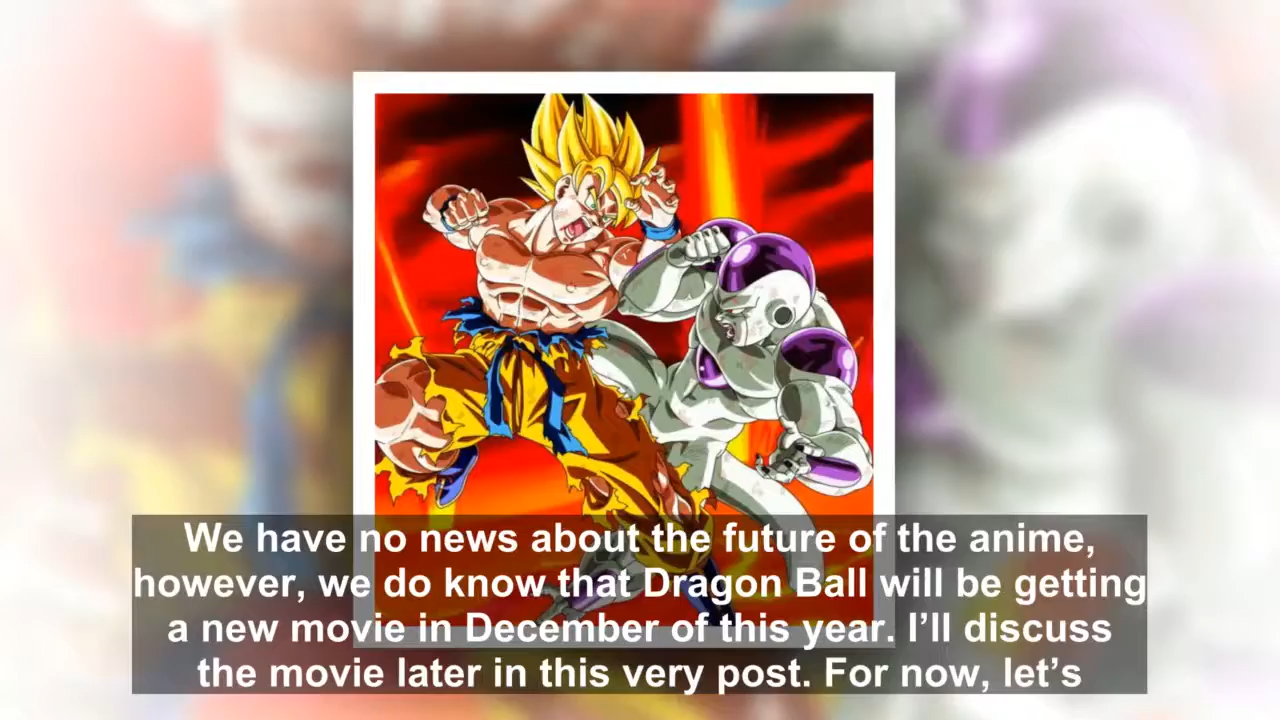 We have no news about the future of the anime,
however, we do know that Dragon Ball will be getting
a new movie in December of this year. I’ll discuss
the movie later in this very post. For now, let’s